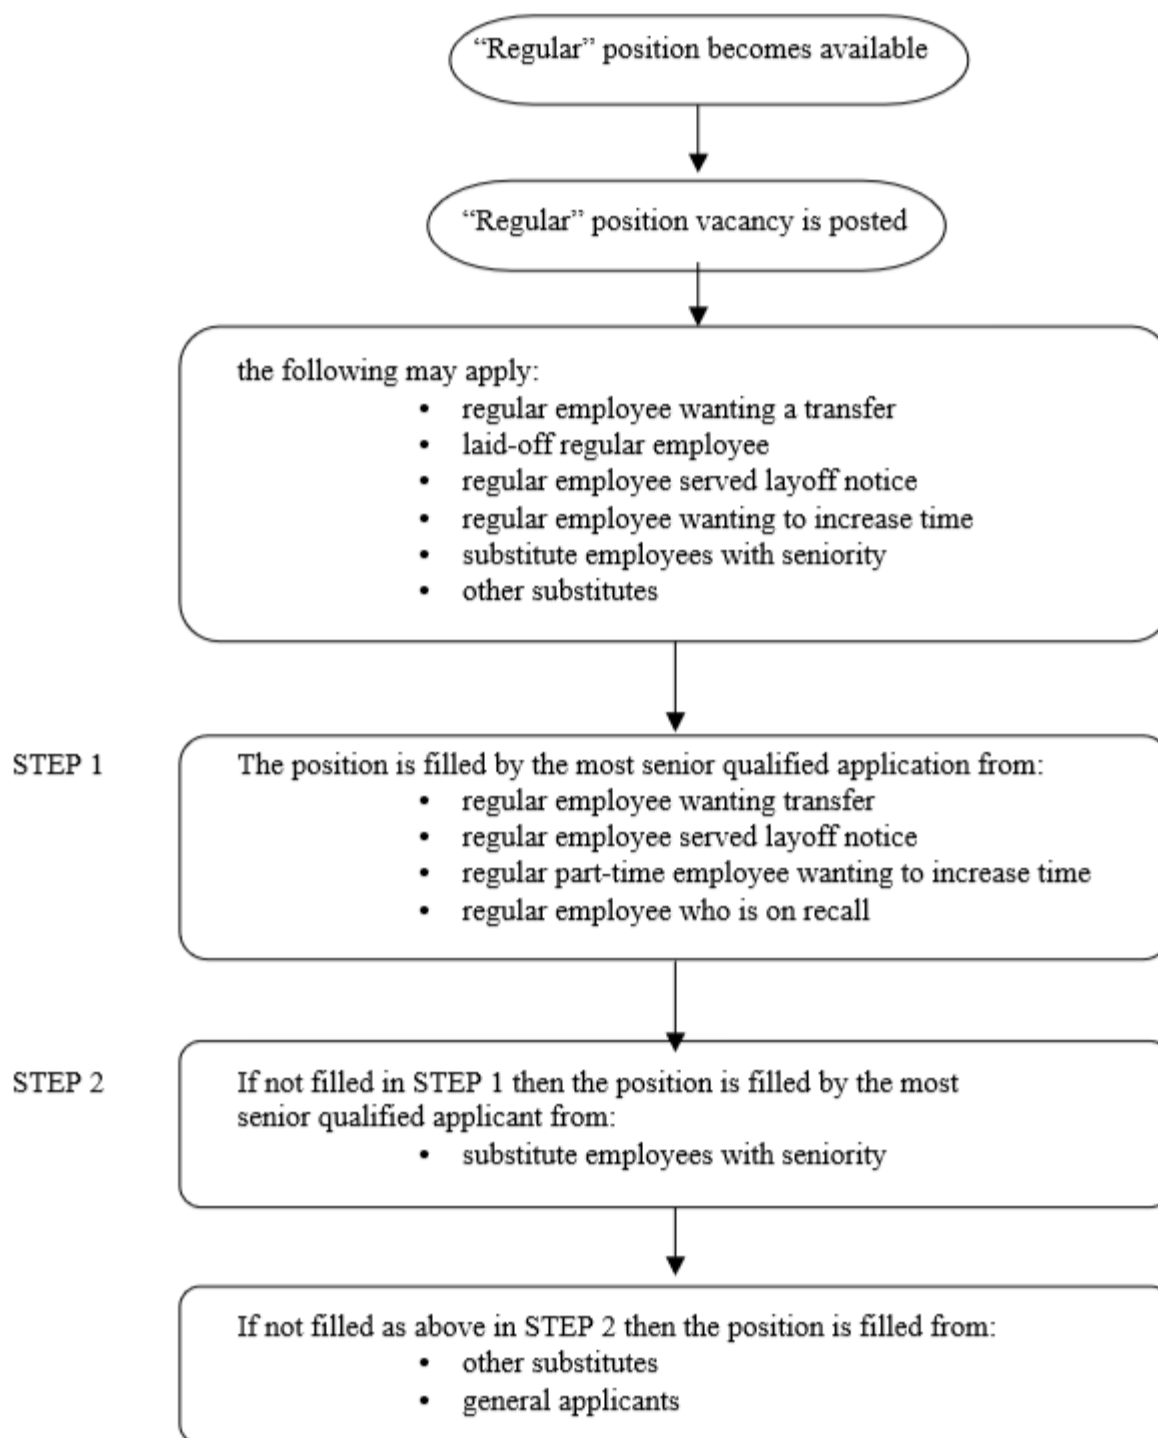 “Regular” position becomes available
“Regular” position vacancy is posted
the following may apply:
• regular employee wanting a transfer
• laid-off regular employee
• regular employee served layoff notice
• regular employee wanting to increase time
• substitute employees with seniority
• other substitutes
STEP 1
The position is filled by the most senior qualified application from:
• regular employee wanting transfer
• regular employee served layoff notice
• regular part-time employee wanting to increase time
• regular employee who is on recall
STEP 2
If not filled in STEP 1 then the position is filled by the most
senior qualified applicant from:
• substitute employees with seniority
If not filled as above in STEP 2 then the position is filled from:
• other substitutes
• general applicants